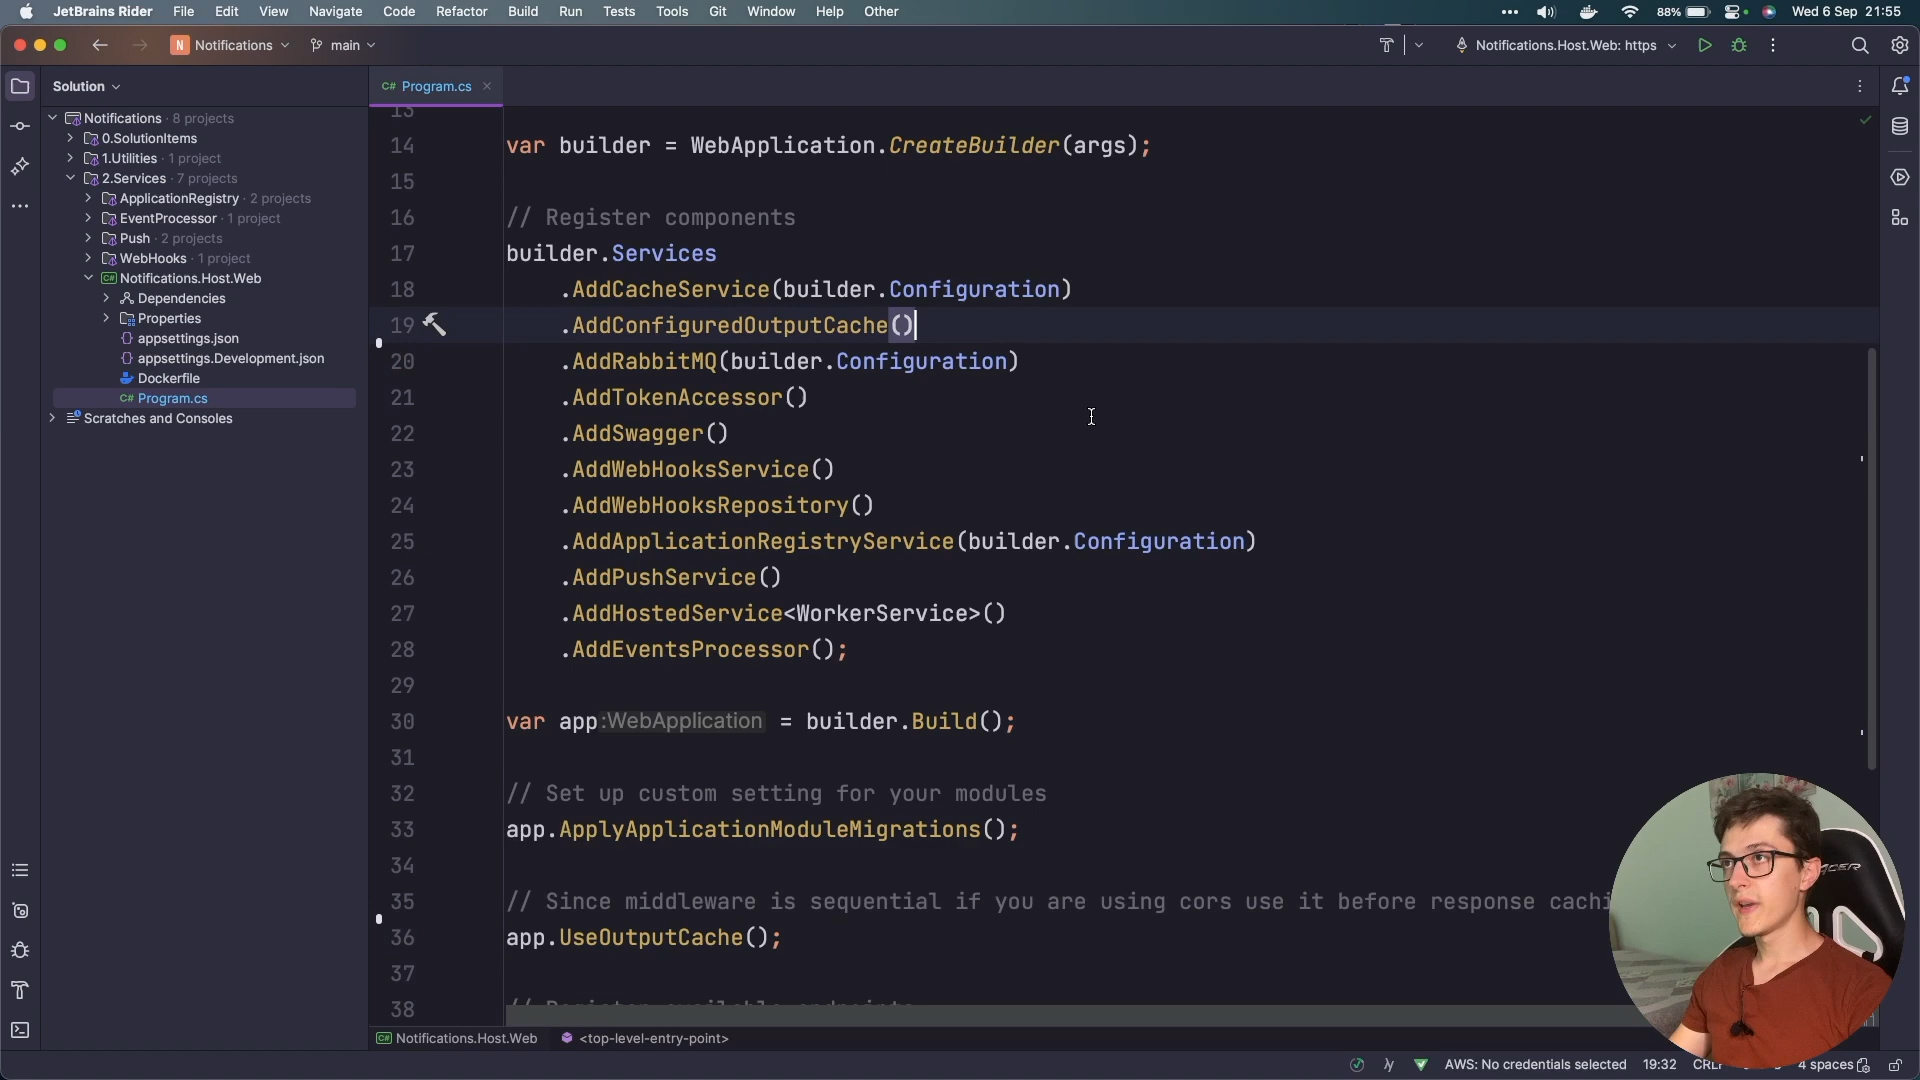 JetBrains Rider File Edit View Navigate Code Refactor Build Run Tests Tools Git Window Help Other 88% Wed 6 Sep 21:55
N Notifications main Notifications.Host.Web: https
Solution C# Program.cs
Notifications · 8 projects
0.SolutionItems
1.Utilities · 1 project
2.Services · 7 projects
ApplicationRegistry · 2 projects
EventProcessor · 1 project
Push · 2 projects
WebHooks · 1 project
C# Notifications.Host.Web
Dependencies
Properties
appsettings.json
appsettings.Development.json
Dockerfile
C# Program.cs
Scratches and Consoles
13
14 var builder = WebApplication.CreateBuilder(args);
15
16 // Register components
17 builder.Services
18 .AddCacheService(builder.Configuration)
19 .AddConfiguredOutputCache()
20 .AddRabbitMQ(builder.Configuration)
21 .AddTokenAccessor()
22 .AddSwagger()
23 .AddWebHooksService()
24 .AddWebHooksRepository()
25 .AddApplicationRegistryService(builder.Configuration)
26 .AddPushService()
27 .AddHostedService<WorkerService>()
28 .AddEventsProcessor();
29
30 var app :WebApplication = builder.Build();
31
32 // Set up custom setting for your modules
33 app.ApplyApplicationModuleMigrations();
34
35 // Since middleware is sequential if you are using cors use it before response cachi
36 app.UseOutputCache();
37
38 // Register available endpoints
C# Notifications.Host.Web <top-level-entry-point>
AWS: No credentials selected 19:32 CRLF 4 spaces